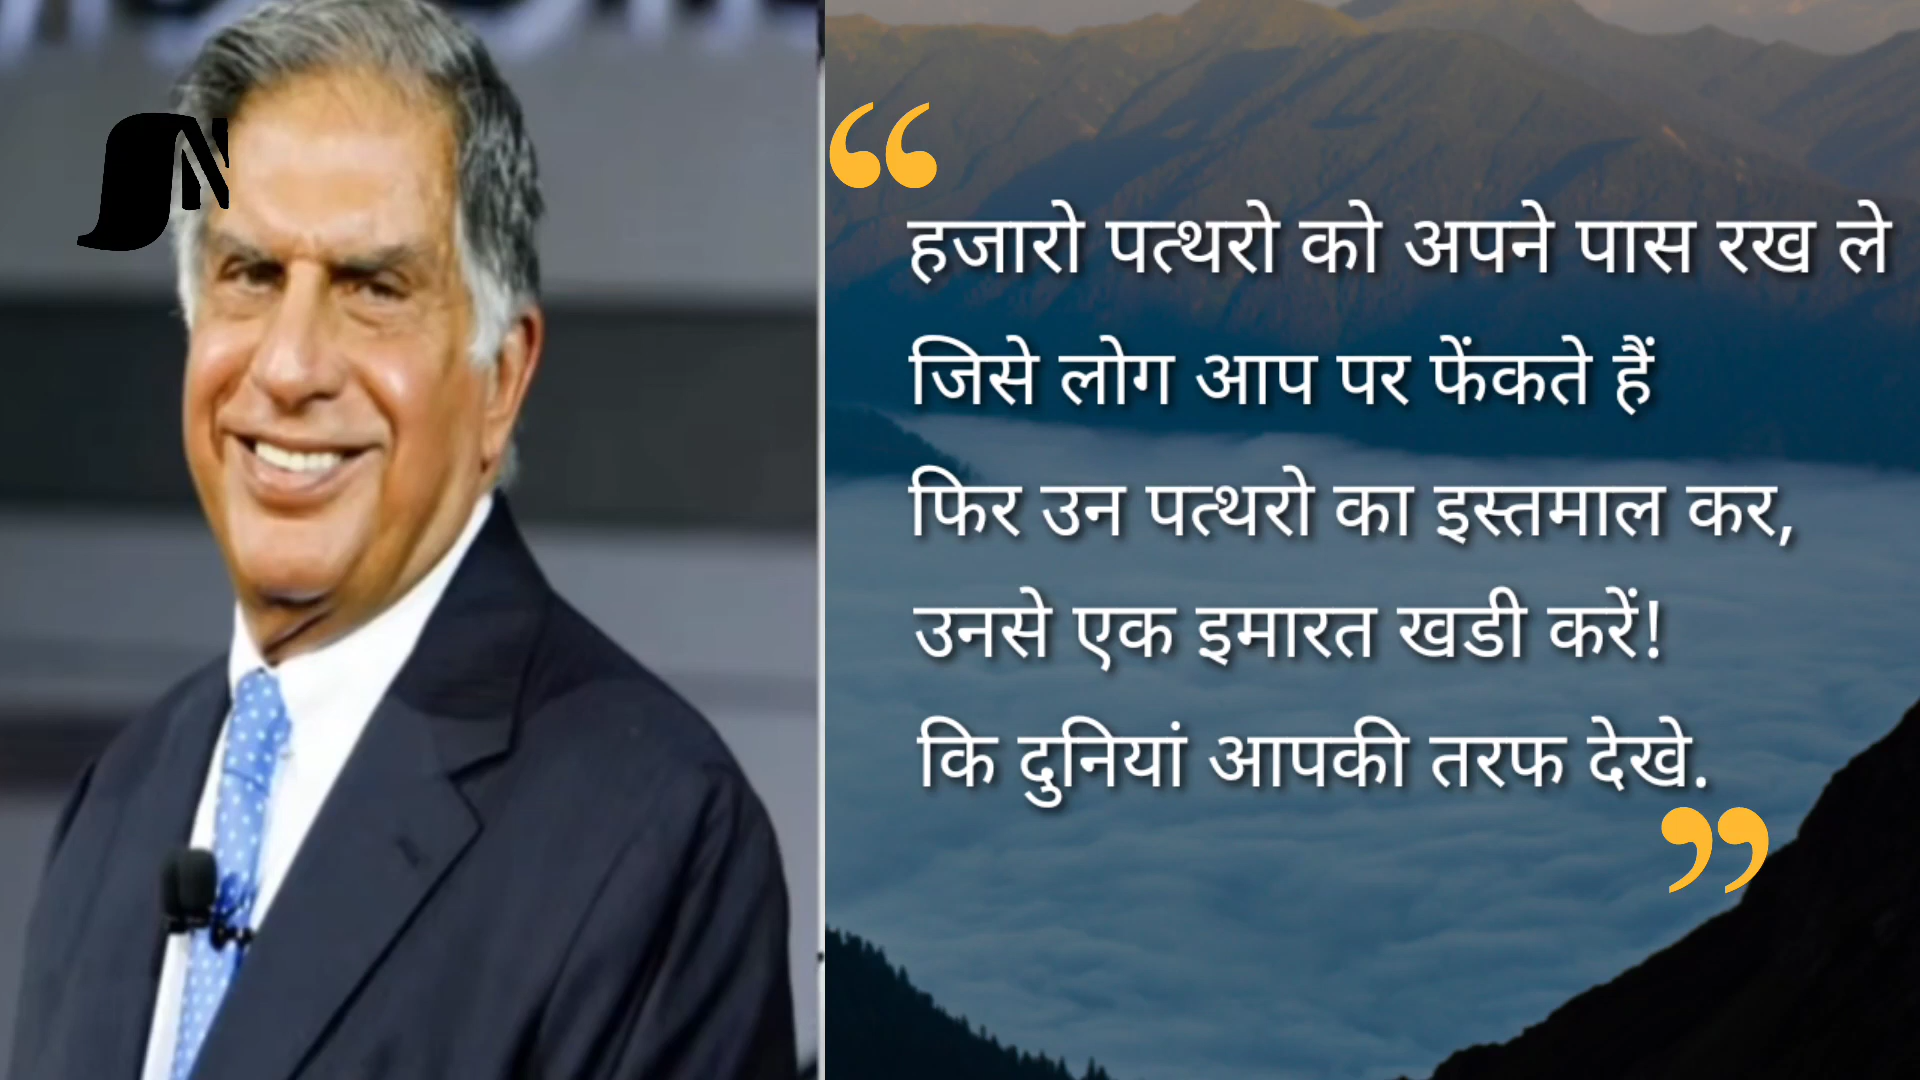 N
“
हजारो पत्थरो को अपने पास रख ले
जिसे लोग आप पर फेंकते हैं
फिर उन पत्थरो का इस्तमाल कर,
उनसे एक इमारत खडी करें!
कि दुनियां आपकी तरफ देखे.
”